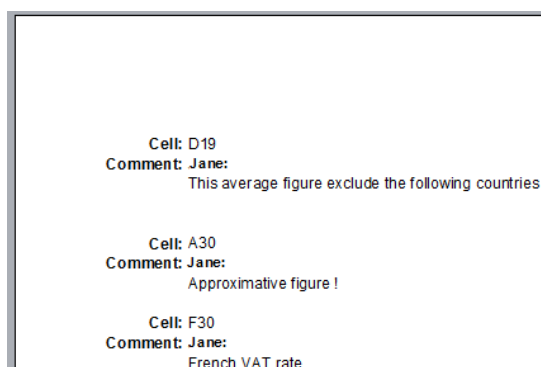 Cell: D19
Comment: Jane:
This average figure exclude the following countries
Cell: A30
Comment: Jane:
Approximative figure !
Cell: F30
Comment: Jane:
French VAT rate